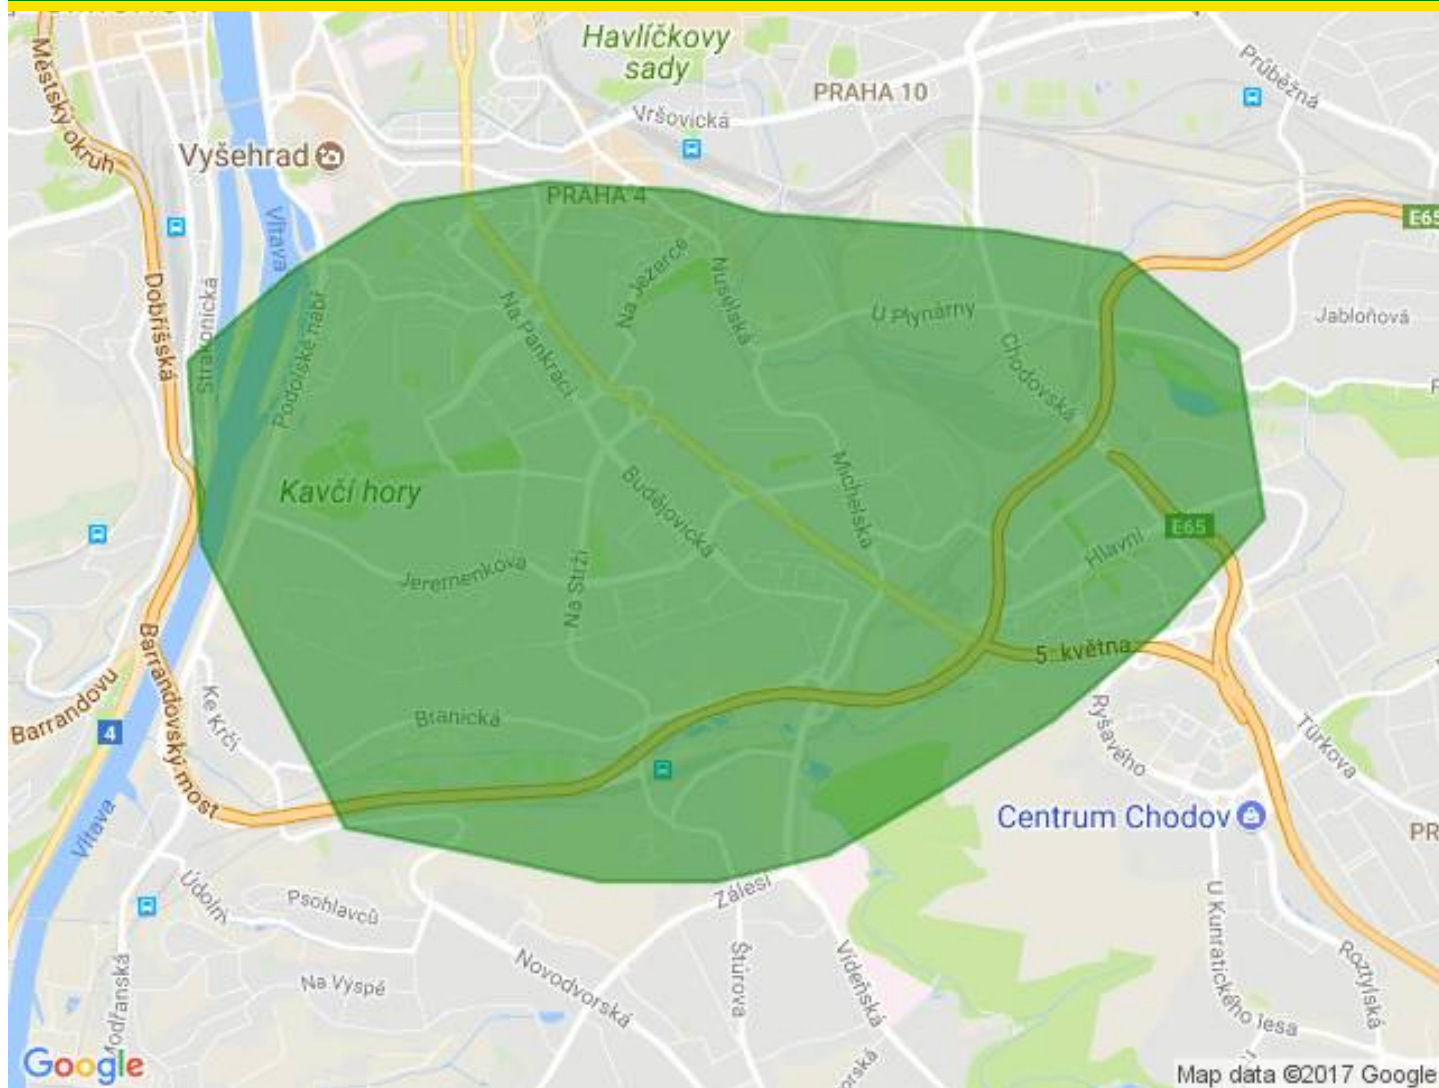 Havlíčkovy
sady
PRAHA 10
Průběžná
Městský okruh
Vršovická
Vyšehrad
PRAHA 4
Vltava
E65
Na Jezerce
Nuselská
Strakonická
Dobříšská
Podolské nábř
Na Pankráci
U Plynárny
Jabloňová
Chodovská
Kavčí hory
Budějovická
Michelská
E65
Hlavní
Jeremenkova
Na Strži
5. května
Barrandovu
4
Barrandovský most
Ke Krči
Branická
Ryšavého
Türkova
Centrum Chodov
PR
Vltava
Údolní
Psohlavců
Zálesí
Na Vyspě
Novodvorská
Štúrova
Vídeňská
U Kunratického lesa
Roztylská
Modřanská
orská
Google
Map data ©2017 Google